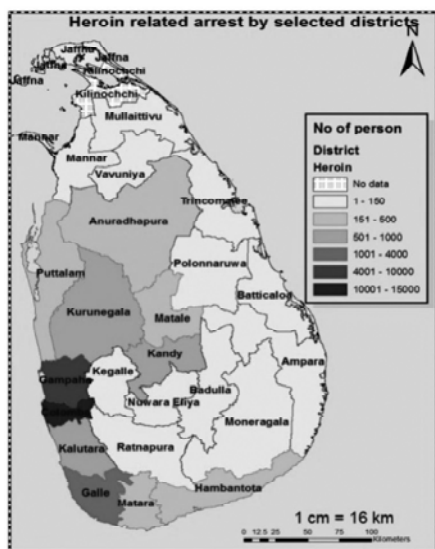 Heroin related arrest by selected districts
N
Jaffna
Jaffna
Jaffna
Kilinochchi
Jaffna
Kilinochchi
Mullaittivu
Mannar
Mannar
Vavuniya
Trincomalee
Anuradhapura
Polonnaruwa
Puttalam
Batticaloa
Kurunegala
Matale
Kandy
Ampara
Kegalle
Gampaha
Badulla
Nuwara Eliya
Colombo
Moneragala
Kalutara
Ratnapura
Galle
Hambantota
Matara
No of person
District
Heroin
No data
1 - 150
151 - 500
501 - 1000
1001 - 4000
4001 - 10000
10001 - 15000
1 cm = 16 km
0 12.5 25 50 75 100
Kilometers